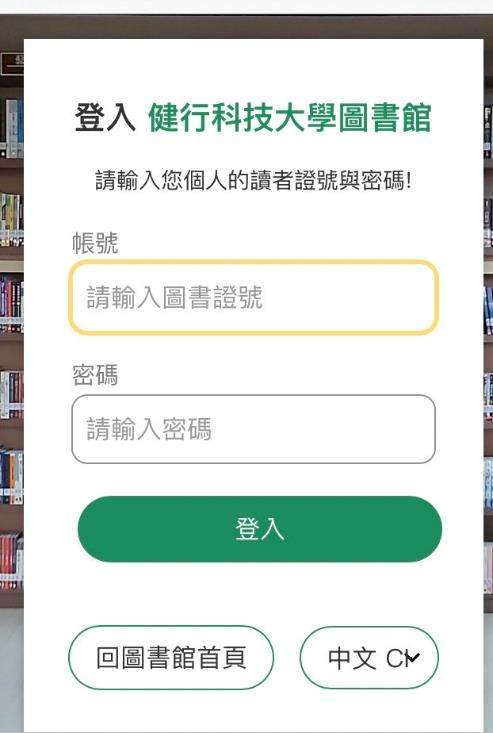 登入 健行科技大學圖書館
請輸入您個人的讀者證號與密碼!
帳號
請輸入圖書證號
密碼
請輸入密碼
登入
回圖書館首頁
中文